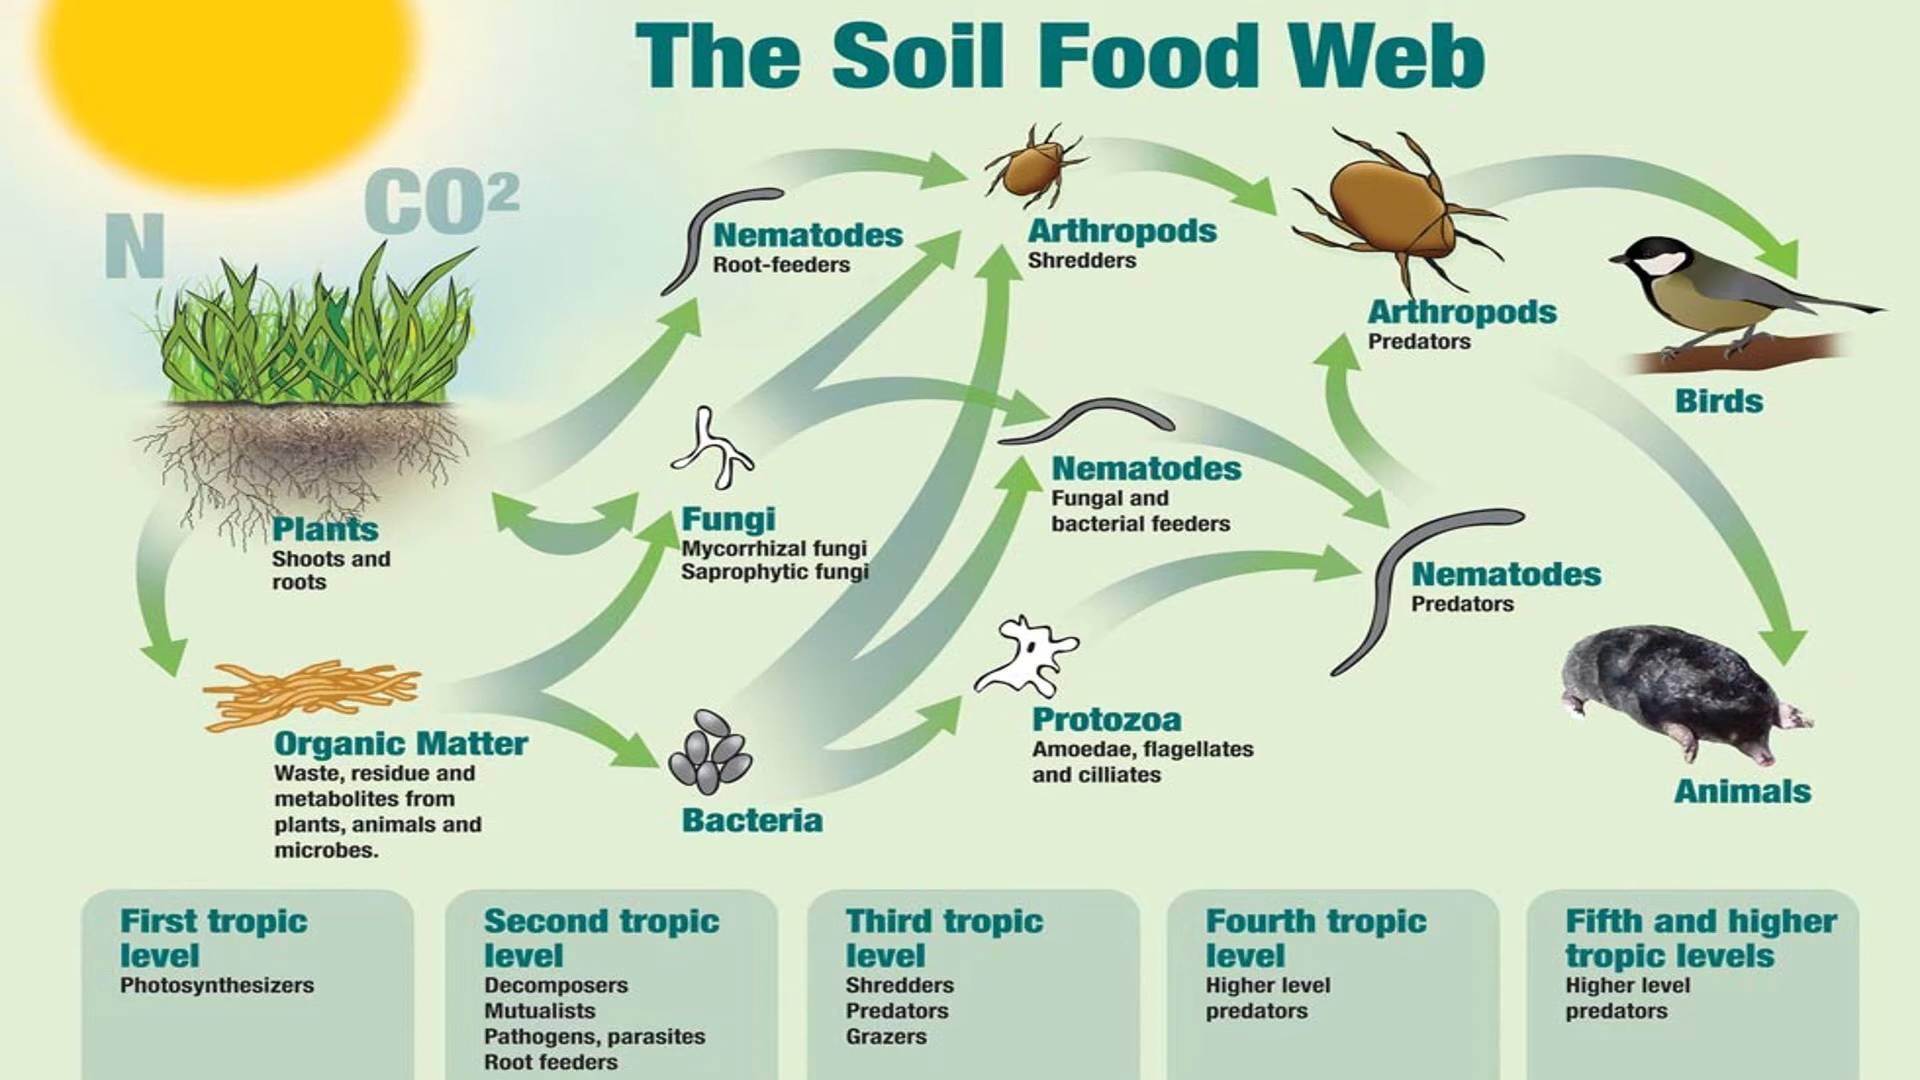 The Soil Food Web
N
CO²
Nematodes
Root-feeders
Arthropods
Shredders
Arthropods
Predators
Birds
Plants
Shoots and
roots
Fungi
Mycorrhizal fungi
Saprophytic fungi
Nematodes
Fungal and
bacterial feeders
Nematodes
Predators
Organic Matter
Waste, residue and
metabolites from
plants, animals and
microbes.
Bacteria
Protozoa
Amoedae, flagellates
and cilliates
Animals
First tropic
level
Photosynthesizers
Second tropic
level
Decomposers
Mutualists
Pathogens, parasites
Root feeders
Third tropic
level
Shredders
Predators
Grazers
Fourth tropic
level
Higher level
predators
Fifth and higher
tropic levels
Higher level
predators